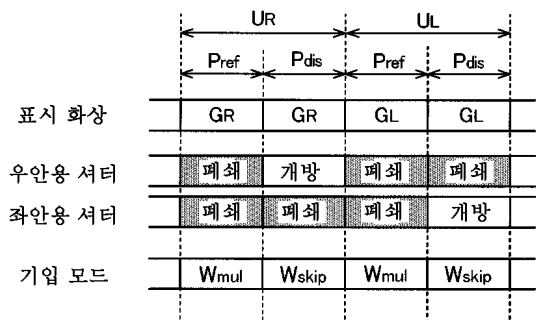 UR UL
Pref Pdis Pref Pdis
표시 화상 GR GR GL GL
우안용 셔터 폐쇄 개방 폐쇄 폐쇄
좌안용 셔터 폐쇄 폐쇄 폐쇄 개방
기입 모드 Wmul Wskip Wmul Wskip